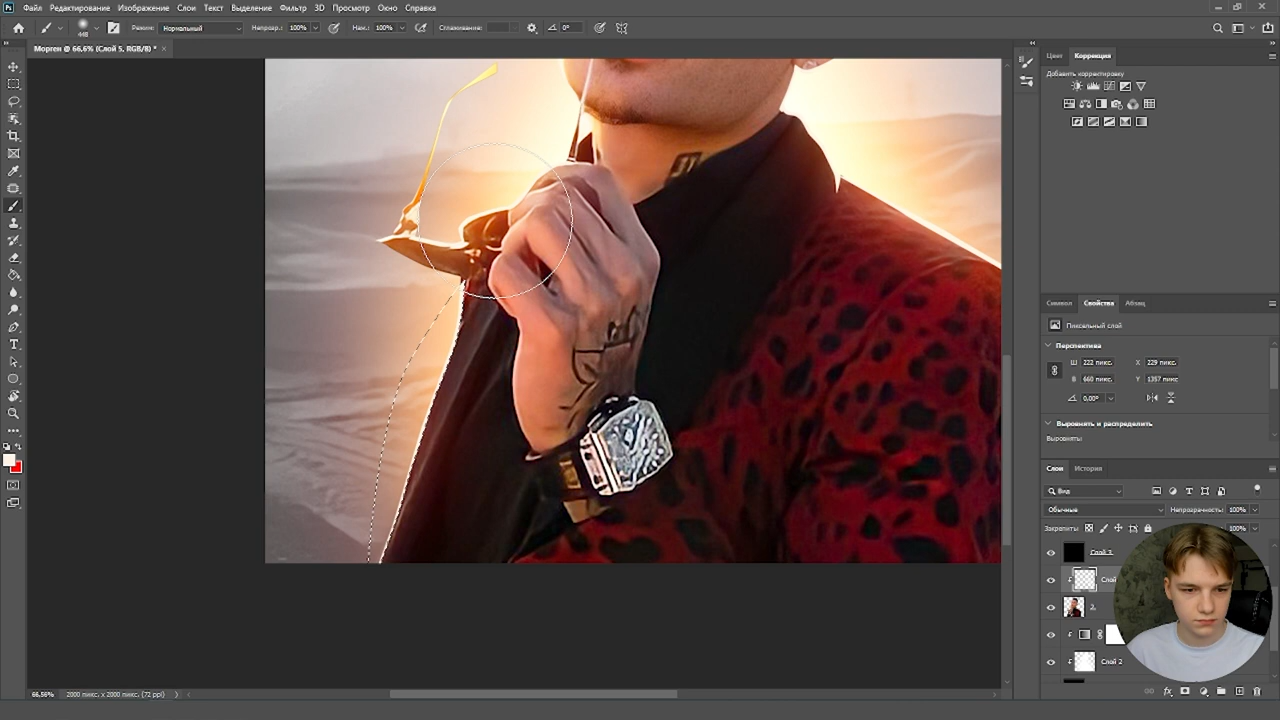 Файл Редактирование Изображение Слои Текст Выделение Фильтр 3D Просмотр Окно Справка
Режим: Нормальный Непрозр.: 100% Наж.: 100% Сглаживание: 0°
Морген @ 66,6% (Слой 5, RGB/8) *
Цвет Коррекция
Добавить корректировку
Символ Свойства Абзац
Пиксельный слой
Перспектива
Ш 222 пикс. X 229 пикс.
В 660 пикс. Y 1357 пикс
0,00°
Выровнять и распределить
Выровнять:
Слои История
Вид
Обычные Непрозрачность: 100%
Закрепить: 100%
Слой 3
Слой
2
Слой 2
66,56% 2000 пикс. x 2000 пикс. (72 ppi)